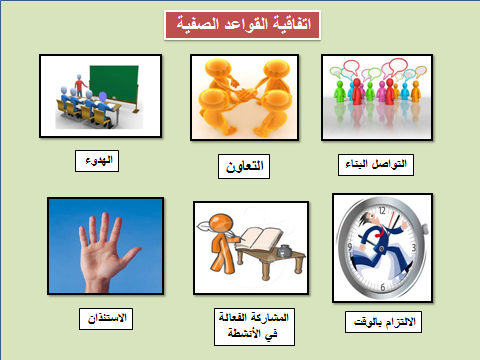 اتفاقية القواعد الصفية
التواصل البناء
التعاون
الهدوء
الالتزام بالوقت
المشاركة الفعالة
في الأنشطة
الاستئذان